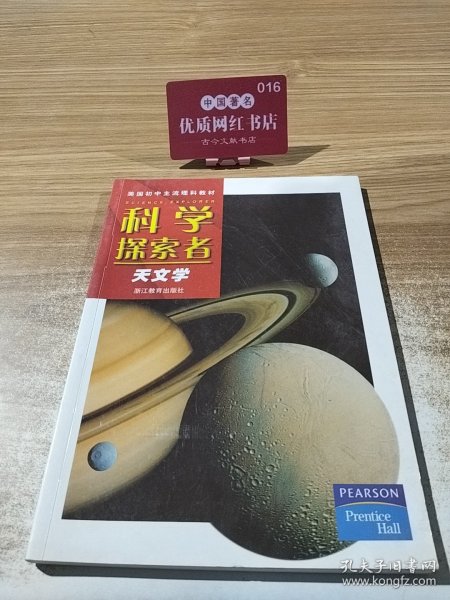 016
中国著名
优质网红书店
古今文献书店
美国初中主流理科教材
SCIENCE EXPLORER
科学
探索者
天文学
浙江教育出版社
PEARSON
Prentice
Hall
孔夫子旧书网
www.kongfz.com